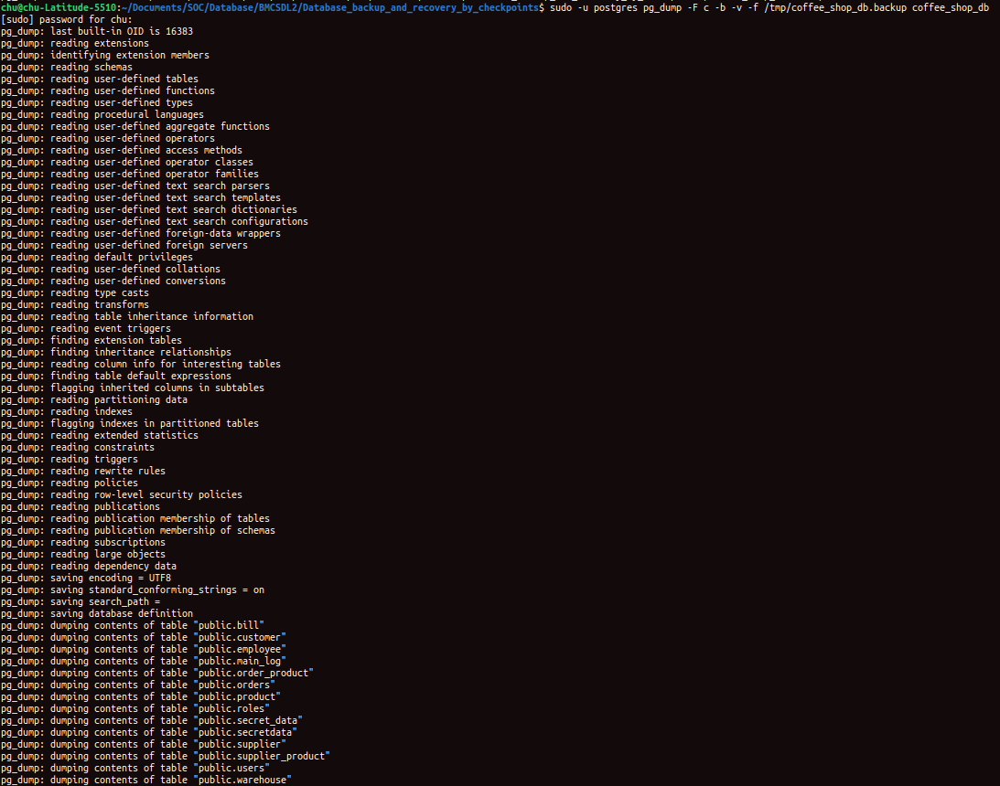 chu@chu-Latitude-5510:~/Documents/SOC/Database/BMCSDL2/Database_backup_and_recovery_by_checkpoints$ sudo -u postgres pg_dump -F c -b -v -f /tmp/coffee_shop_db.backup coffee_shop_db
[sudo] password for chu:
pg_dump: last built-in OID is 16383
pg_dump: reading extensions
pg_dump: identifying extension members
pg_dump: reading schemas
pg_dump: reading user-defined tables
pg_dump: reading user-defined functions
pg_dump: reading user-defined types
pg_dump: reading procedural languages
pg_dump: reading user-defined aggregate functions
pg_dump: reading user-defined operators
pg_dump: reading user-defined access methods
pg_dump: reading user-defined operator classes
pg_dump: reading user-defined operator families
pg_dump: reading user-defined text search parsers
pg_dump: reading user-defined text search templates
pg_dump: reading user-defined text search dictionaries
pg_dump: reading user-defined text search configurations
pg_dump: reading user-defined foreign-data wrappers
pg_dump: reading user-defined foreign servers
pg_dump: reading default privileges
pg_dump: reading user-defined collations
pg_dump: reading user-defined conversions
pg_dump: reading type casts
pg_dump: reading transforms
pg_dump: reading table inheritance information
pg_dump: reading event triggers
pg_dump: finding extension tables
pg_dump: finding inheritance relationships
pg_dump: reading column info for interesting tables
pg_dump: finding table default expressions
pg_dump: flagging inherited columns in subtables
pg_dump: reading partitioning data
pg_dump: reading indexes
pg_dump: flagging indexes in partitioned tables
pg_dump: reading extended statistics
pg_dump: reading constraints
pg_dump: reading triggers
pg_dump: reading rewrite rules
pg_dump: reading policies
pg_dump: reading row-level security policies
pg_dump: reading publications
pg_dump: reading publication membership of tables
pg_dump: reading publication membership of schemas
pg_dump: reading subscriptions
pg_dump: reading large objects
pg_dump: reading dependency data
pg_dump: saving encoding = UTF8
pg_dump: saving standard_conforming_strings = on
pg_dump: saving search_path =
pg_dump: saving database definition
pg_dump: dumping contents of table "public.bill"
pg_dump: dumping contents of table "public.customer"
pg_dump: dumping contents of table "public.employee"
pg_dump: dumping contents of table "public.main_log"
pg_dump: dumping contents of table "public.order_product"
pg_dump: dumping contents of table "public.orders"
pg_dump: dumping contents of table "public.product"
pg_dump: dumping contents of table "public.roles"
pg_dump: dumping contents of table "public.secret_data"
pg_dump: dumping contents of table "public.secretdata"
pg_dump: dumping contents of table "public.supplier"
pg_dump: dumping contents of table "public.supplier_product"
pg_dump: dumping contents of table "public.users"
pg_dump: dumping contents of table "public.warehouse"